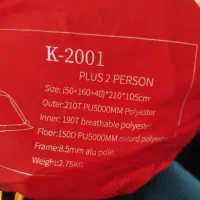 K-2001
PLUS 2 PERSON
Size: (50+160+40)*210*105cm
Outer: 210T PU5000MM Polyester
Inner: 190T breathable polyester
Floor: 150D PU5000MM oxford polyester
Frame: 8.5mm alu pole
Weight: 2.75KG